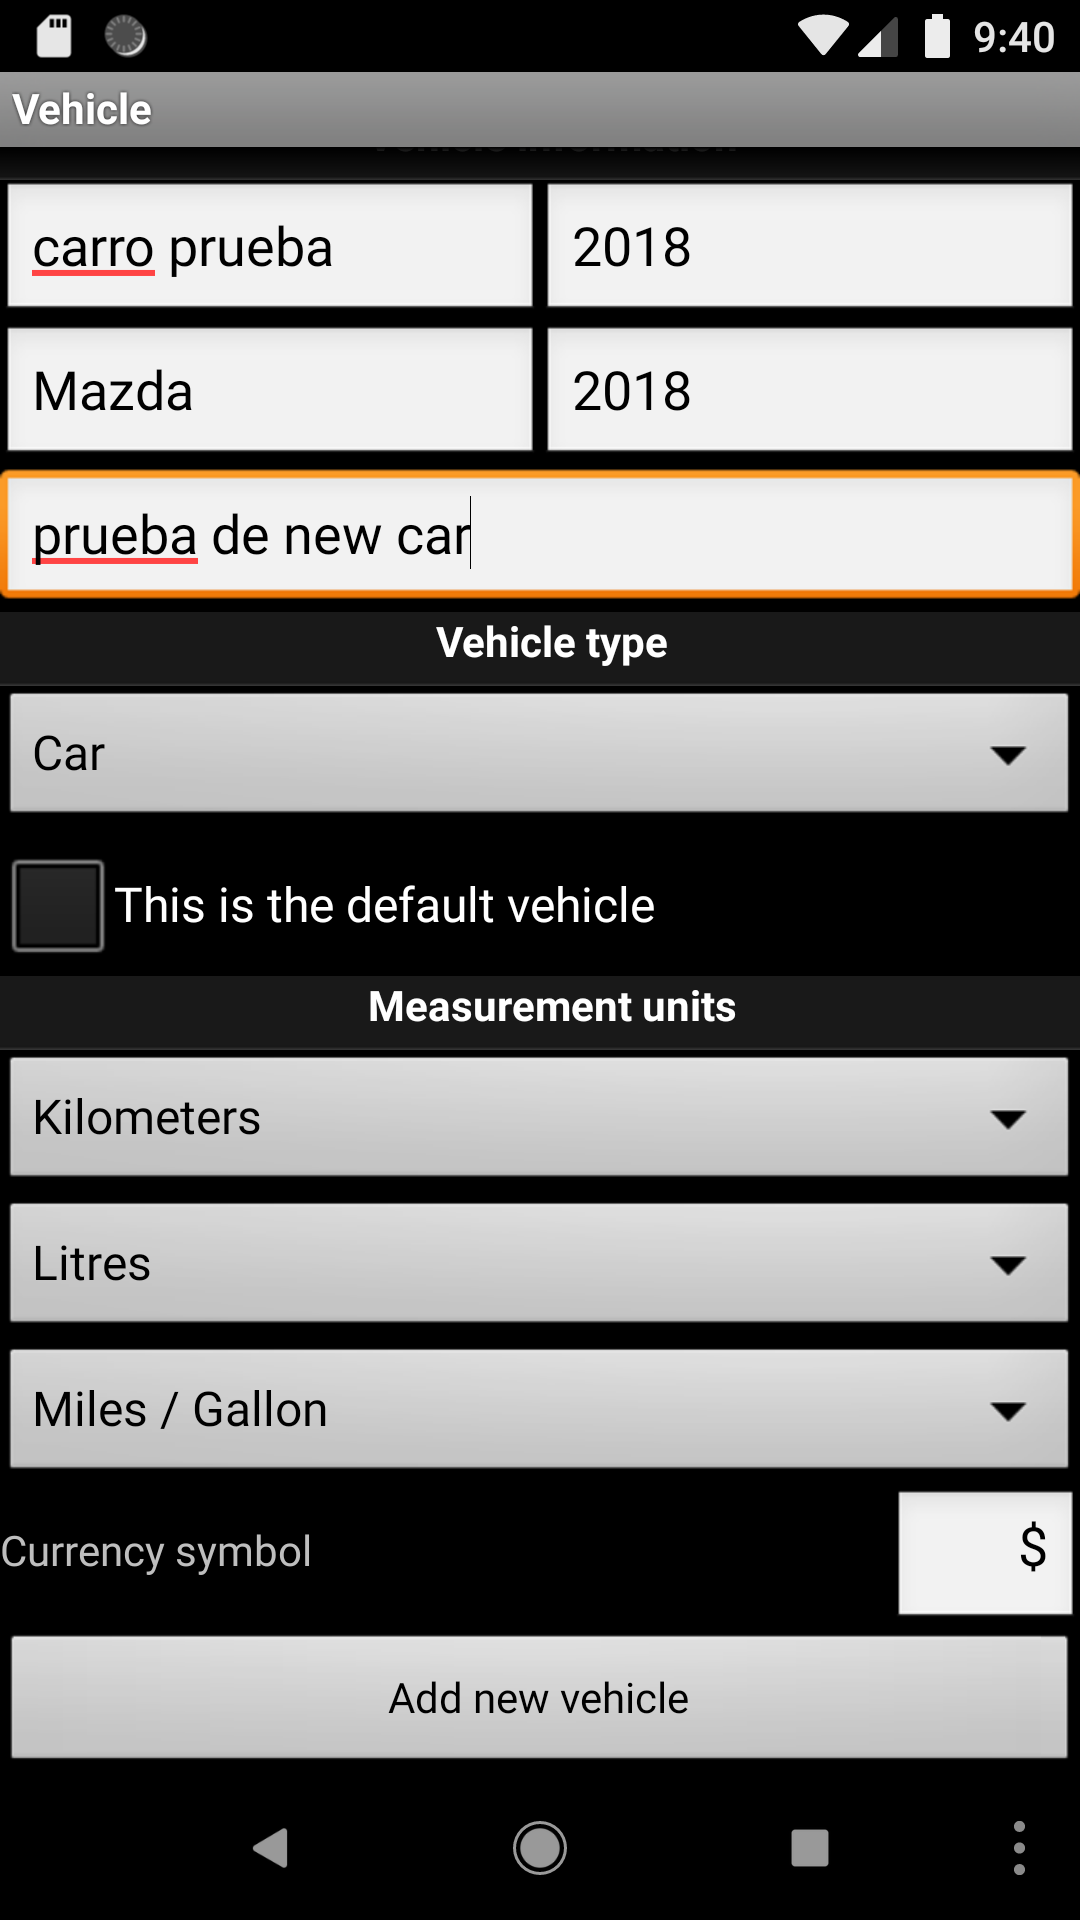 9:40
Vehicle
carro prueba
2018
Mazda
2018
prueba de new car
Vehicle type
Car
This is the default vehicle
Measurement units
Kilometers
Litres
Miles / Gallon
Currency symbol
$
Add new vehicle